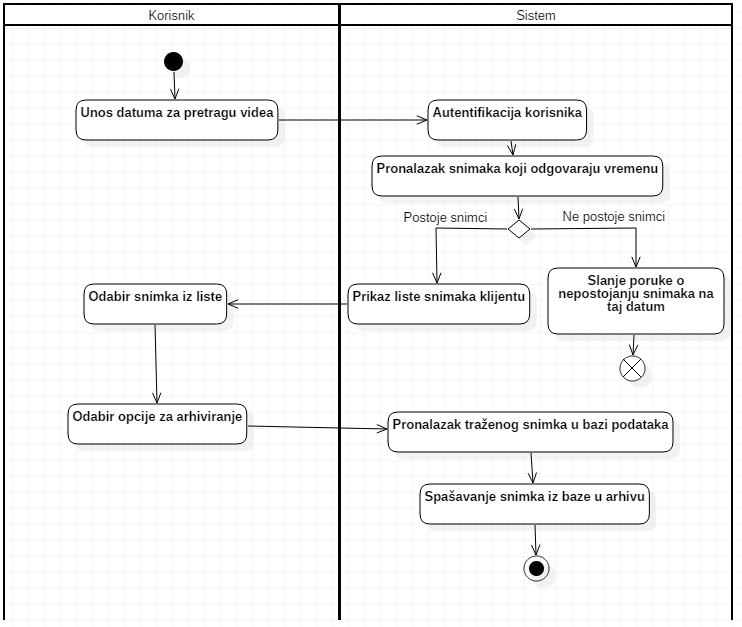 Korisnik
Sistem
Unos datuma za pretragu videa
Autentifikacija korisnika
Pronalazak snimaka koji odgovaraju vremenu
Postoje snimci
Ne postoje snimci
Slanje poruke o
nepostojanju snimaka na
taj datum
Odabir snimka iz liste
Prikaz liste snimaka klijentu
Odabir opcije za arhiviranje
Pronalazak traženog snimka u bazi podataka
Spašavanje snimka iz baze u arhivu